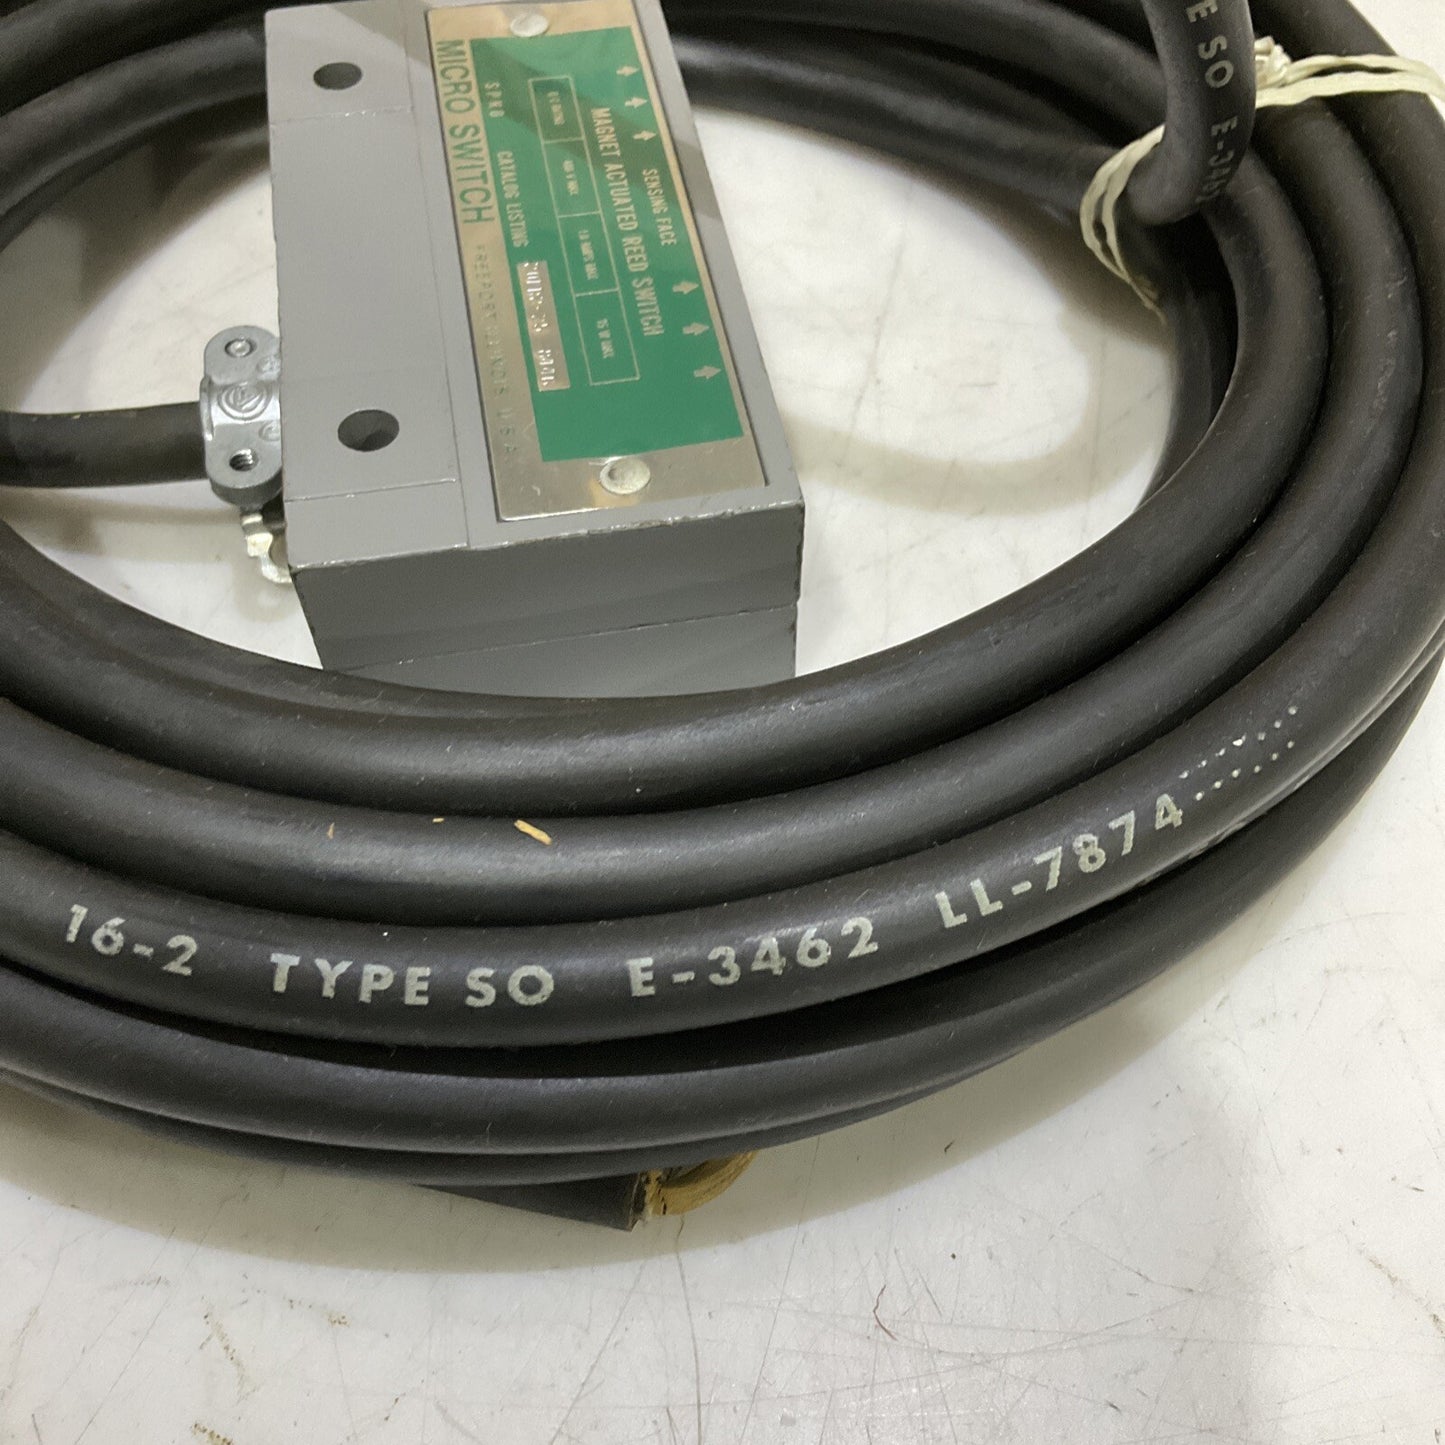 SENSING FACE
MAGNET ACTUATED REED SWITCH
SPNO
CATALOG LISTING
MICRO SWITCH
FREEPORT ILLINOIS U.S.A.
E SO E-3462
16-2 TYPE SO E-3462 LL-7874